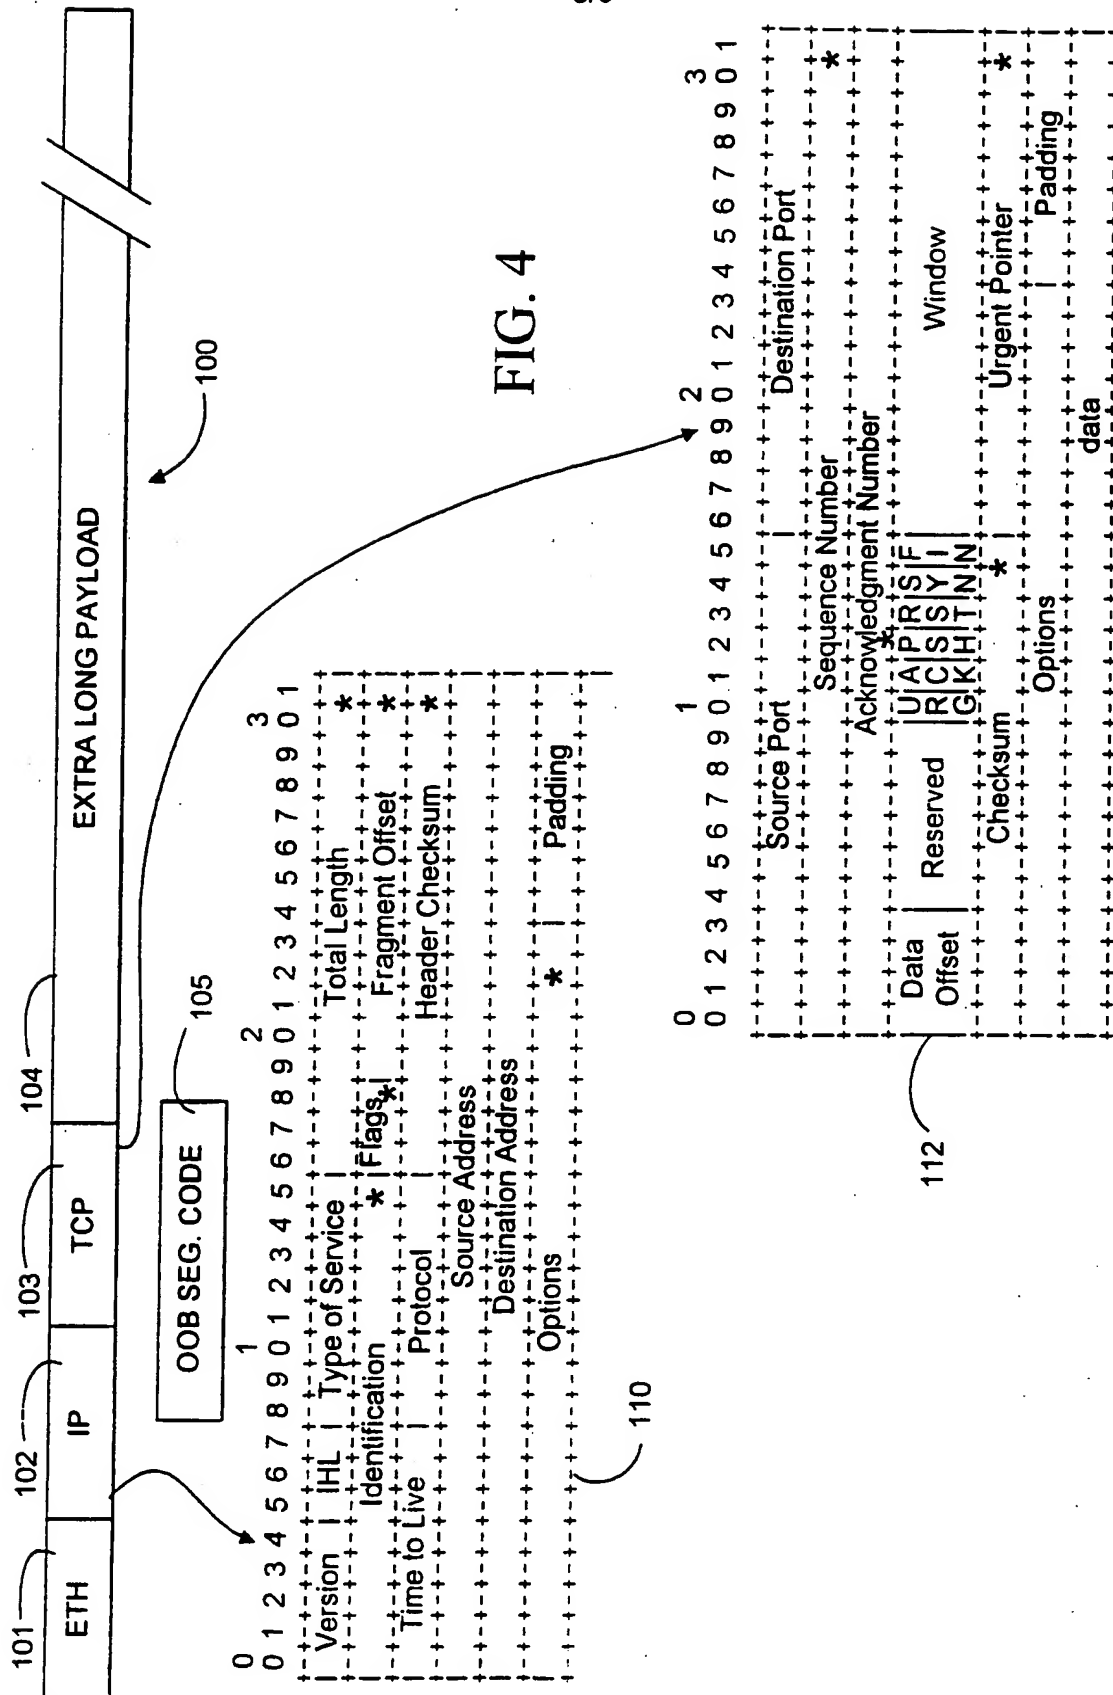 101 102 103 104
ETH IP TCP EXTRA LONG PAYLOAD
100
OOB SEG. CODE
105
FIG. 4
0 1 2 3
0 1 2 3 4 5 6 7 8 9 0 1 2 3 4 5 6 7 8 9 0 1 2 3 4 5 6 7 8 9 0 1
|Version | IHL | Type of Service | Total Length * |
| Identification * |Flags * | Fragment Offset * |
| Time to Live | Protocol | Header Checksum * |
| Source Address |
| Destination Address |
| Options * | Padding |
110
0 1 2 3
0 1 2 3 4 5 6 7 8 9 0 1 2 3 4 5 6 7 8 9 0 1 2 3 4 5 6 7 8 9 0 1
| Source Port | Destination Port |
| Sequence Number * |
| Acknowledgment Number * |
| Data | |U|A|P|R|S|F| |
| Offset | Reserved |R|C|S|S|Y|I| Window |
| | |G|K|H|T|N|N| |
| Checksum * | Urgent Pointer * |
| Options | Padding |
| data |
112